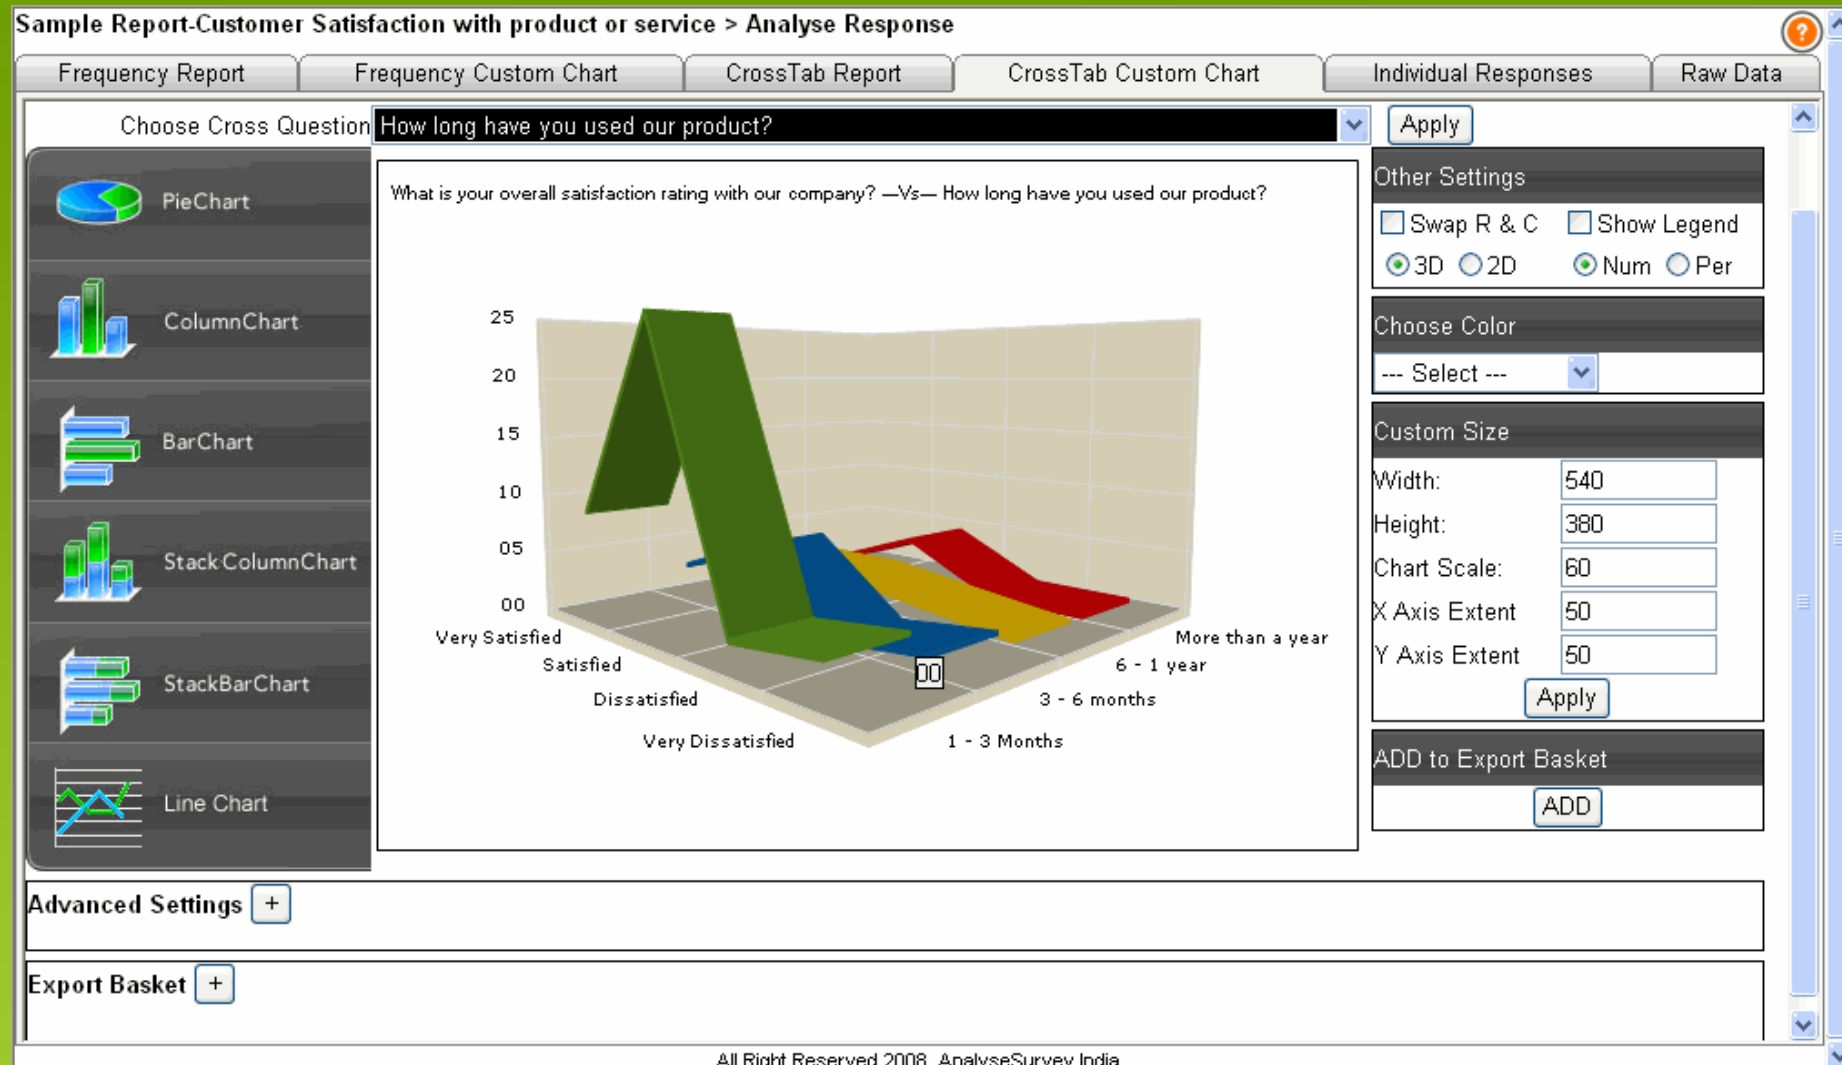 Sample Report-Customer Satisfaction with product or service > Analyse Response
?
Frequency Report
Frequency Custom Chart
CrossTab Report
CrossTab Custom Chart
Individual Responses
Raw Data
Choose Cross Question
How long have you used our product?
Apply
PieChart
ColumnChart
BarChart
StackColumnChart
StackBarChart
Line Chart
What is your overall satisfaction rating with our company? —Vs— How long have you used our product?
25
20
15
10
05
00
Very Satisfied
Satisfied
Dissatisfied
Very Dissatisfied
00
More than a year
6 - 1 year
3 - 6 months
1 - 3 Months
Other Settings
Swap R & C Show Legend
3D 2D Num Per
Choose Color
--- Select ---
Custom Size
Width: 540
Height: 380
Chart Scale: 60
X Axis Extent 50
Y Axis Extent 50
Apply
ADD to Export Basket
ADD
Advanced Settings +
Export Basket +
All Right Reserved 2008, AnalyseSurvey India